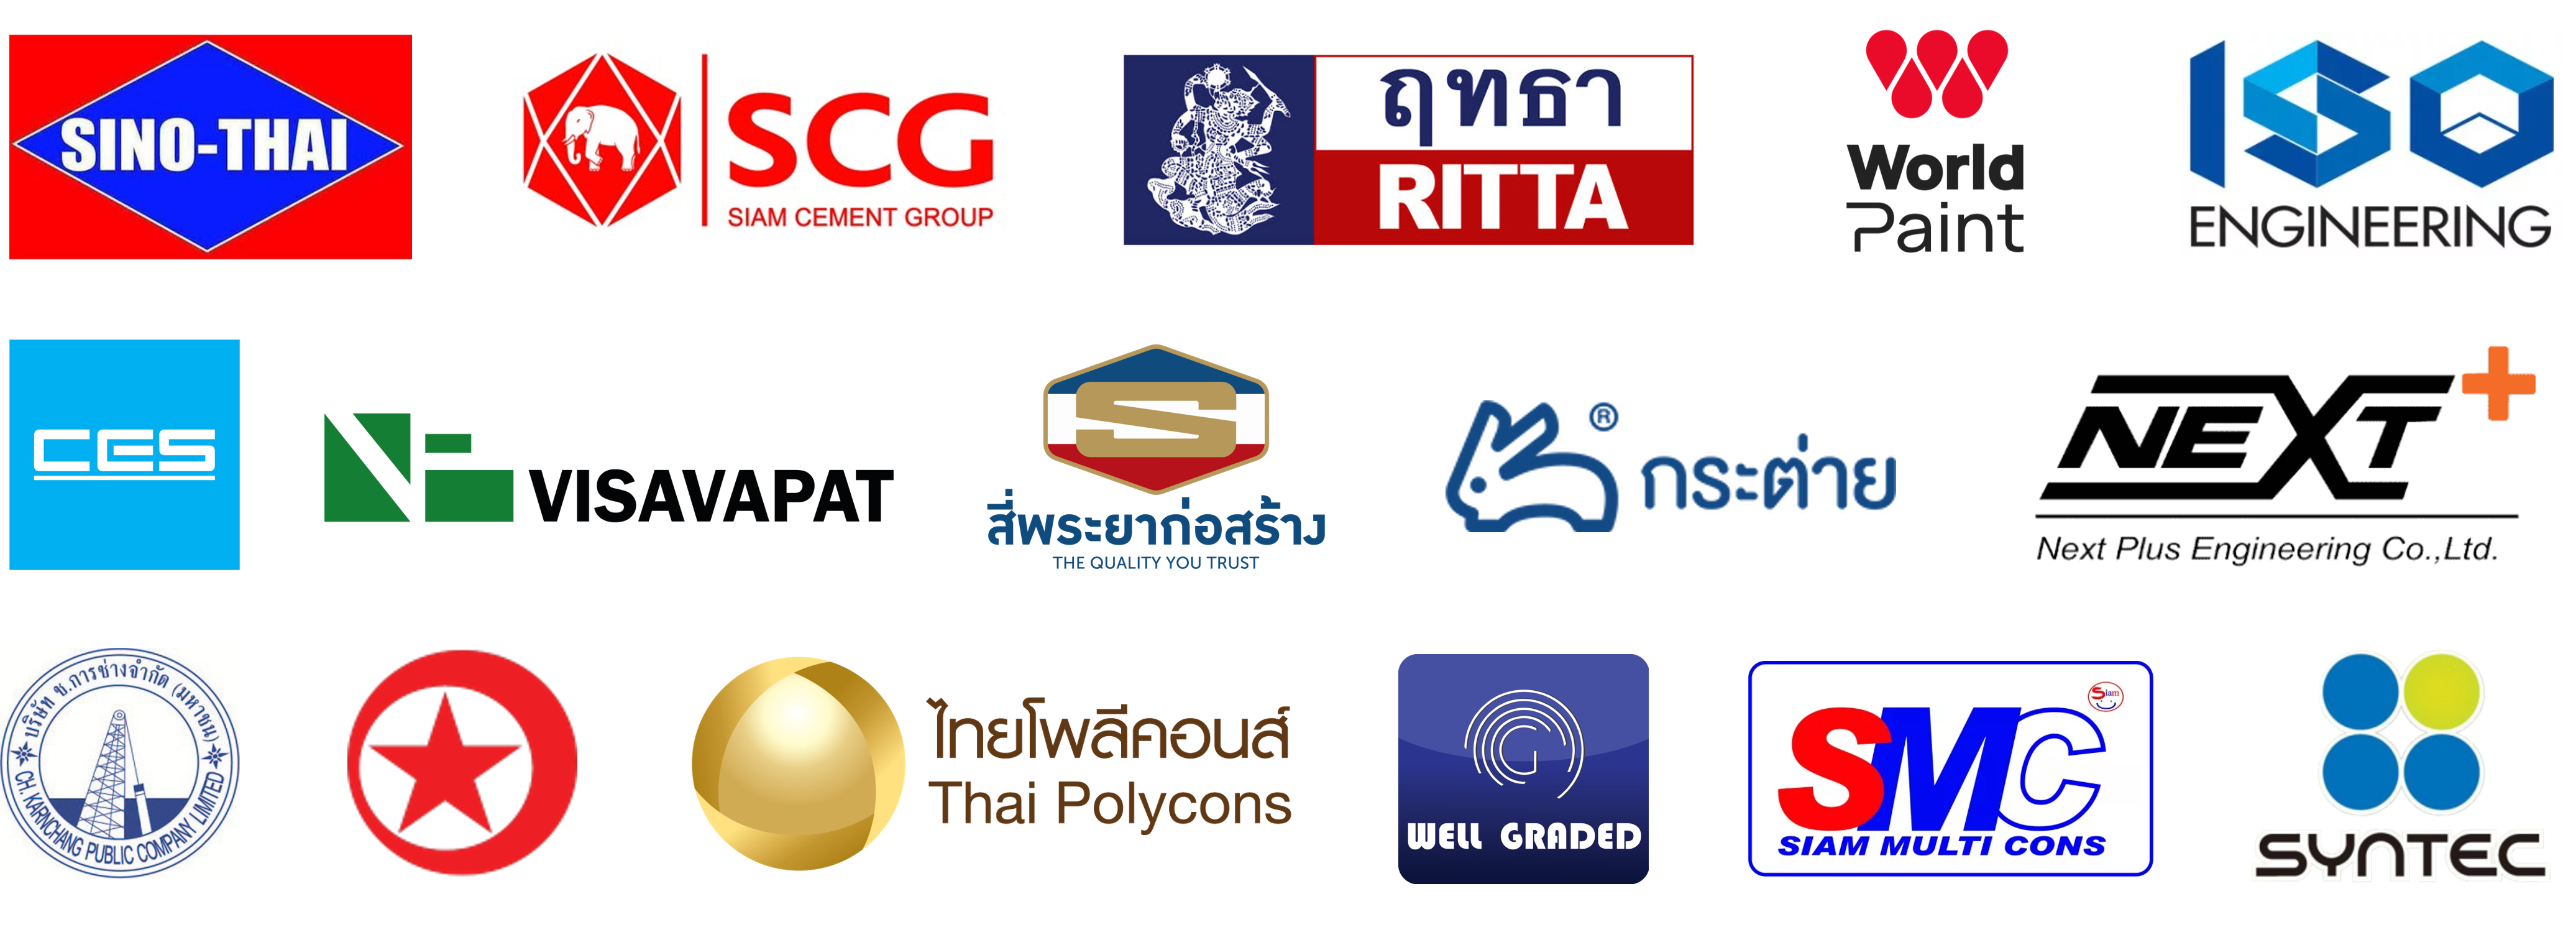 SINO-THAI
SCG
SIAM CEMENT GROUP
ฤทธา
RITTA
World
Paint
ISO
ENGINEERING
CES
VISAVAPAT
S
สี่พระยาก่อสร้าง
THE QUALITY YOU TRUST
® กระต่าย
NEXT+
Next Plus Engineering Co.,Ltd.
บริษัท ช.การช่างจำกัด (มหาชน)
CH. KARNCHANG PUBLIC COMPANY LIMITED
ไทยโพลีคอนส์
Thai Polycons
G
WELL GRADED
Siam
SMC
SIAM MULTI CONS
SYNTEC